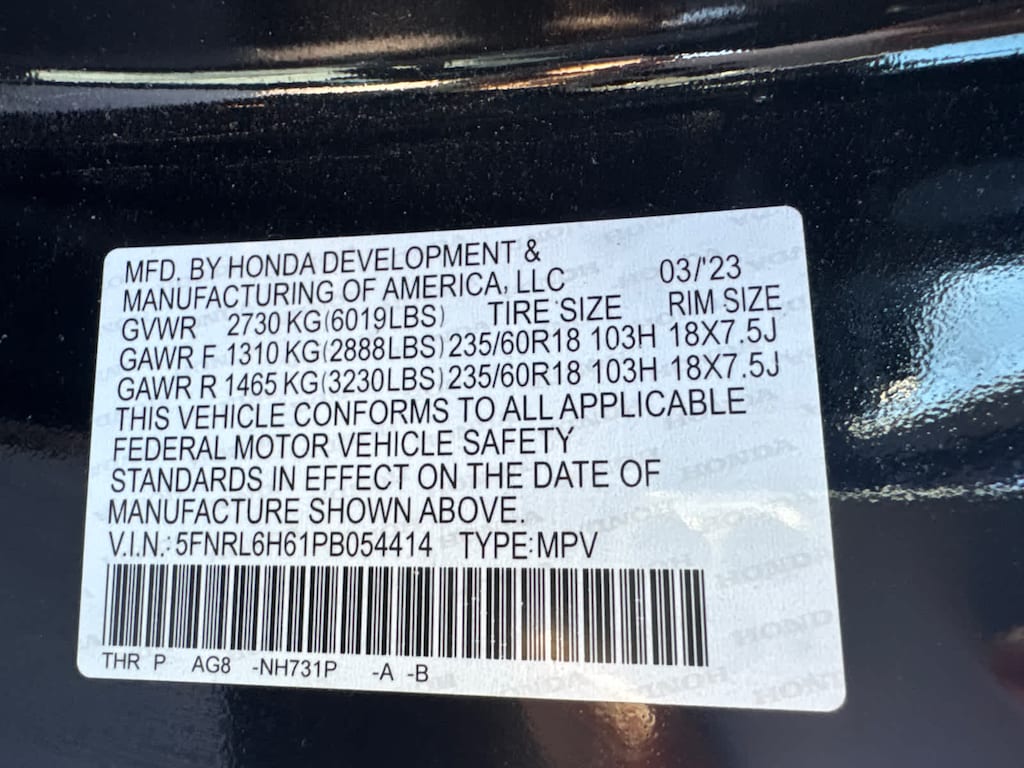 MFD. BY HONDA DEVELOPMENT &
MANUFACTURING OF AMERICA, LLC 03/'23
GVWR 2730 KG(6019LBS) TIRE SIZE RIM SIZE
GAWR F 1310 KG(2888LBS) 235/60R18 103H 18X7.5J
GAWR R 1465 KG(3230LBS) 235/60R18 103H 18X7.5J
THIS VEHICLE CONFORMS TO ALL APPLICABLE
FEDERAL MOTOR VEHICLE SAFETY
STANDARDS IN EFFECT ON THE DATE OF
MANUFACTURE SHOWN ABOVE.
V.I.N.: 5FNRL6H61PB054414 TYPE:MPV
THR P AG8 -NH731P -A -B